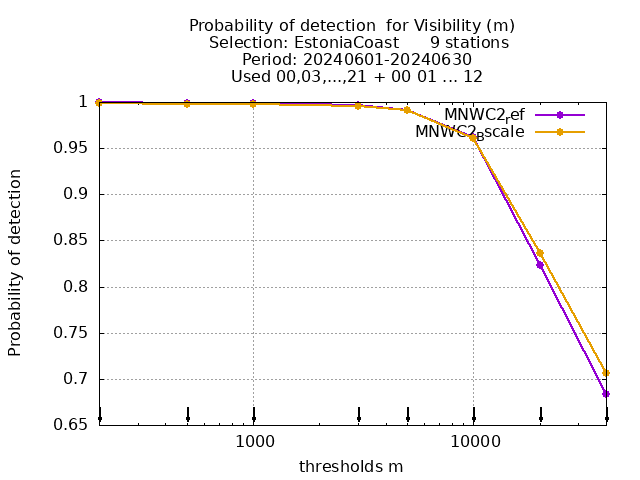 Probability of detection  for Visibility (m)
Selection: EstoniaCoast      9 stations
Period: 20240601-20240630
Used 00,03,...,21 + 00 01 ... 12
MNWC2ref
MNWC2Bscale
1
0.95
0.9
0.85
0.8
0.75
0.7
0.65
Probability of detection
1000 10000
thresholds m